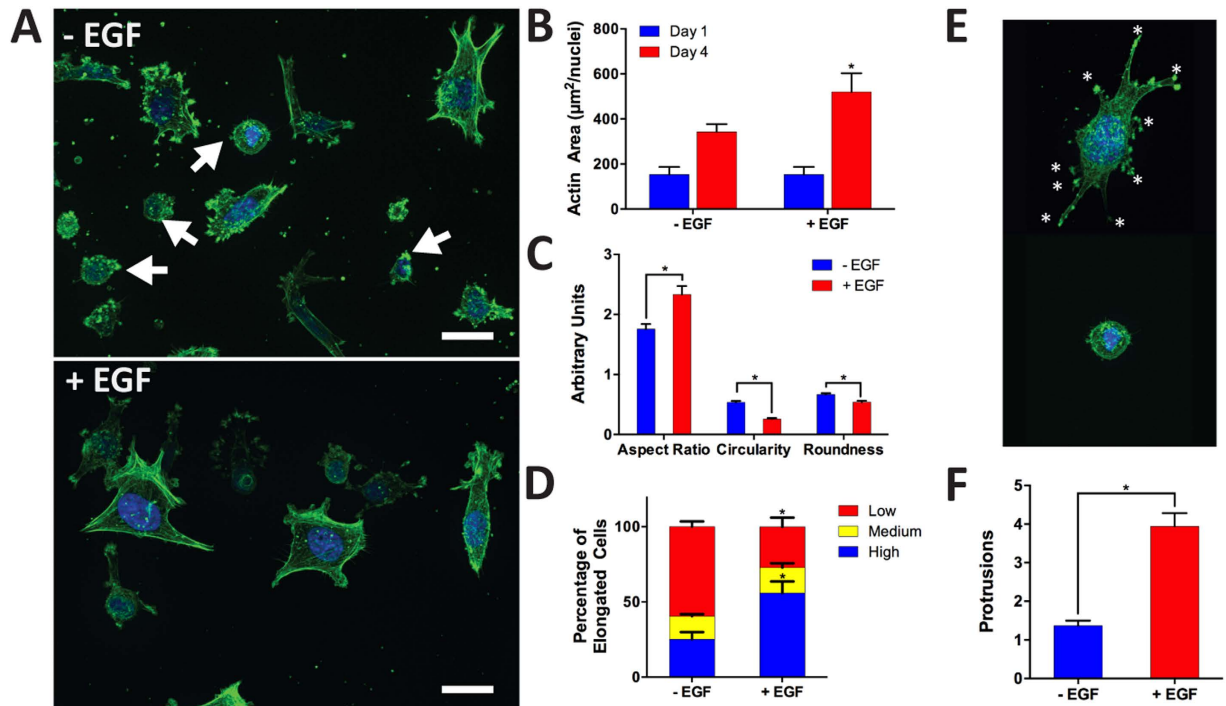 A
- EGF
+ EGF
B
Day 1
Day 4
Actin Area (µm²/nuclei)
800
600
400
200
0
*
- EGF
+ EGF
C
- EGF
+ EGF
Arbitrary Units
3
2
1
0
*
*
*
Aspect Ratio
Circularity
Roundness
D
Low
Medium
High
Percentage of
Elongated Cells
100
50
0
*
*
- EGF
+ EGF
E
*
*
*
*
*
*
*
*
*
F
Protrusions
5
4
3
2
1
0
*
- EGF
+ EGF